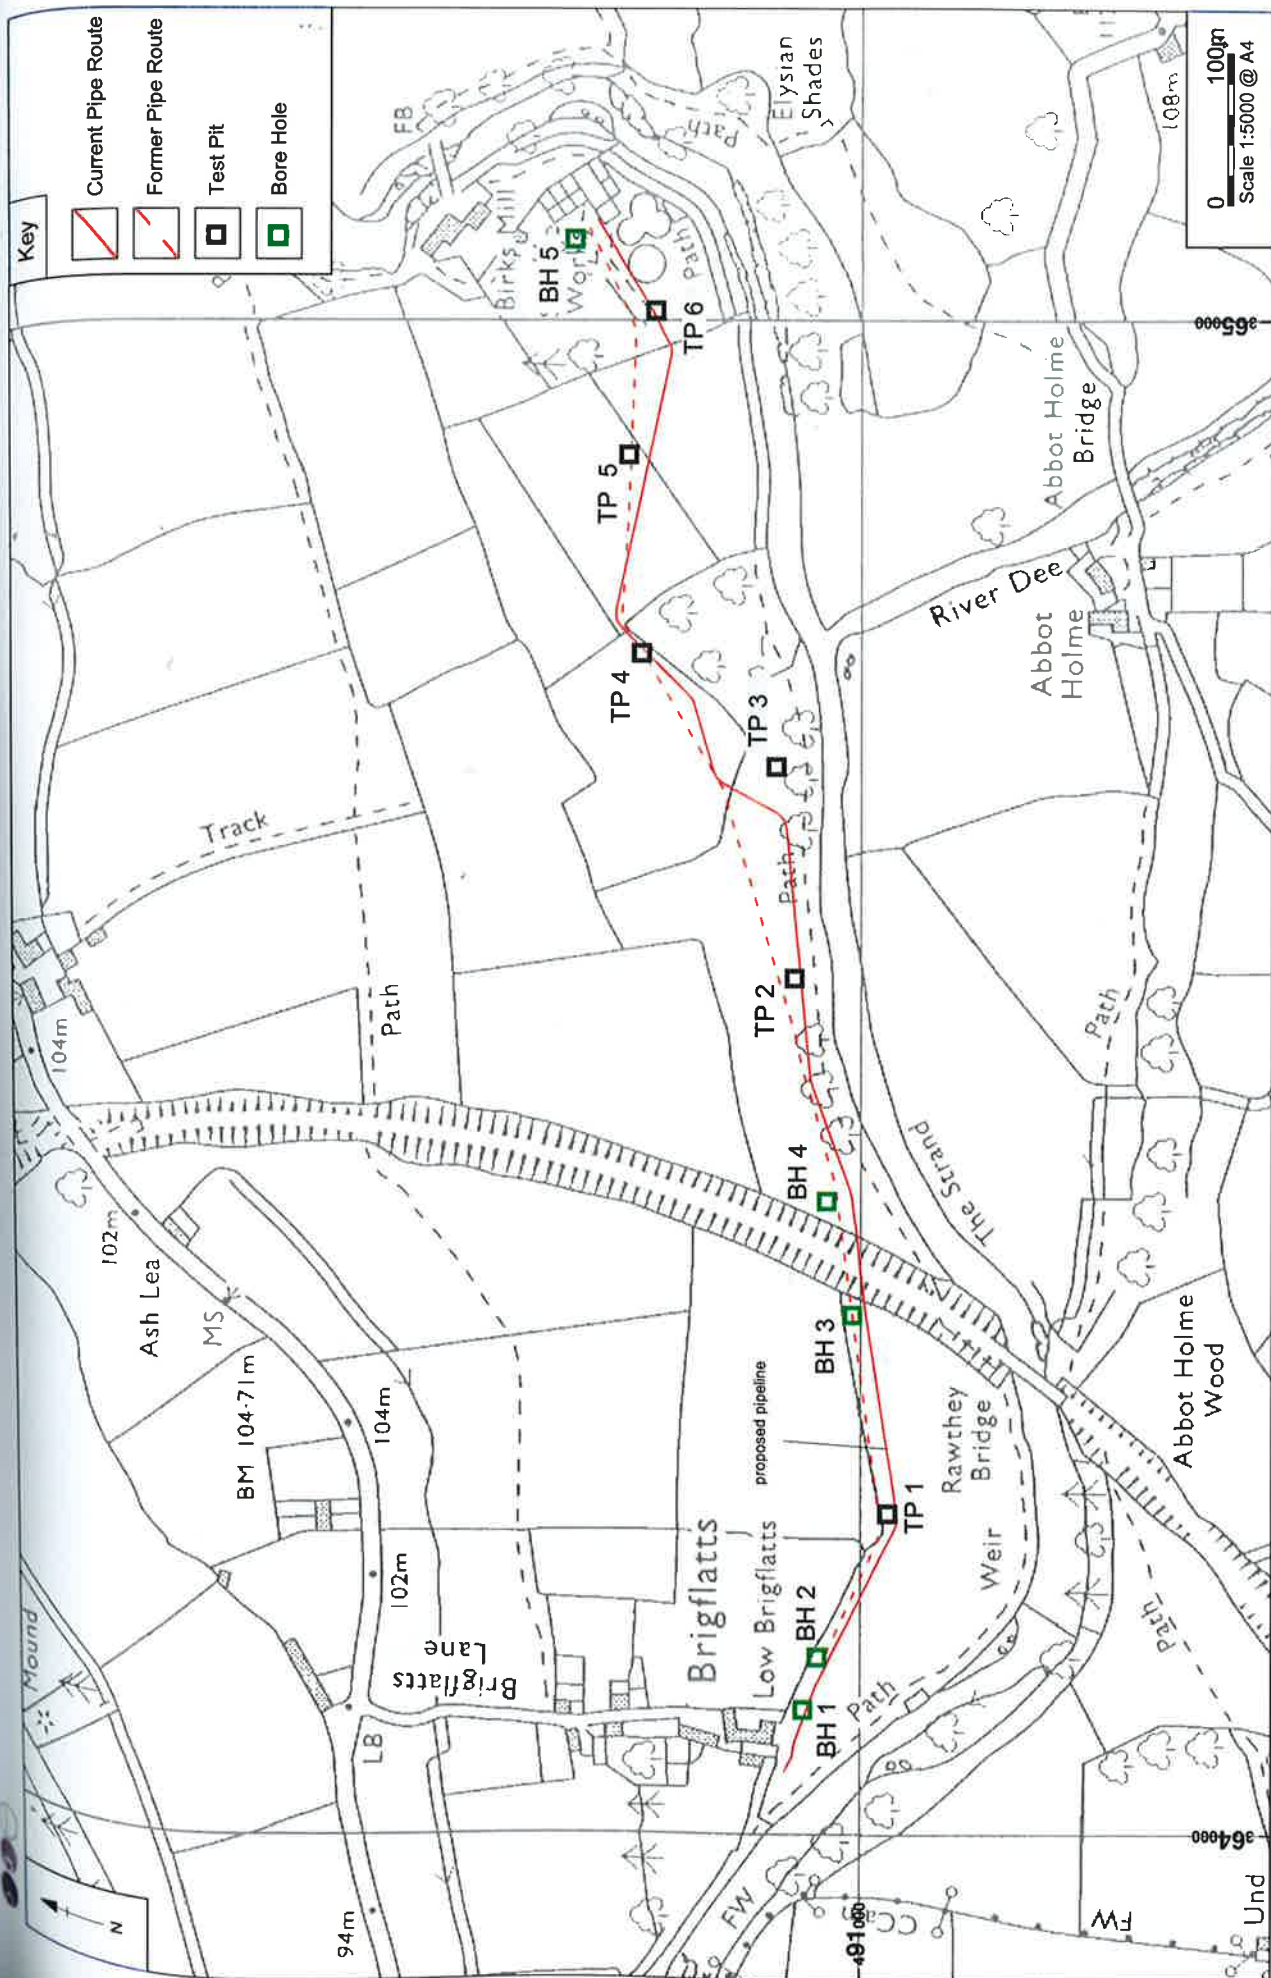 Key
Current Pipe Route
Former Pipe Route
Test Pit
Bore Hole
N
Mound
94m
LB
Brigflatts
Lane
102m
BM 104·71m
104m
MS
Ash Lea
102m
104m
Track
Path
FB
Birks Mill
Works
BH 5
TP 6
Path
Path
Elysian
Shades
TP 5
TP 4
TP 3
Path
TP 2
BH 4
BH 3
proposed pipeline
TP 1
BH 2
BH 1
Brigflatts
Low Brigflatts
Path
Weir
Rawthey
Bridge
The Strand
River Dee
Abbot
Holme
Abbot Holme
Bridge
108m
Path
Abbot Holme
Wood
Path
FW
FW
Und
491000
364000
365000
0 100m
Scale 1:5000 @ A4